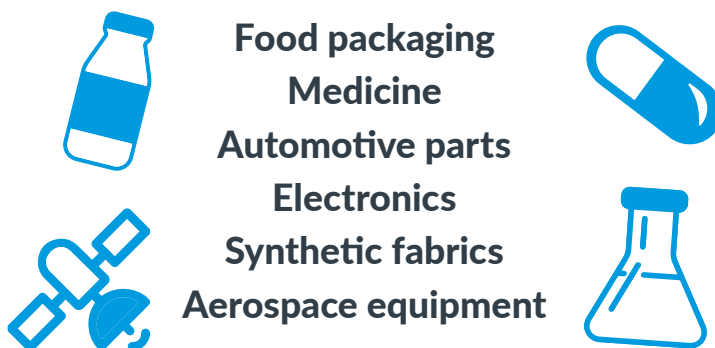 Food packaging
Medicine
Automotive parts
Electronics
Synthetic fabrics
Aerospace equipment